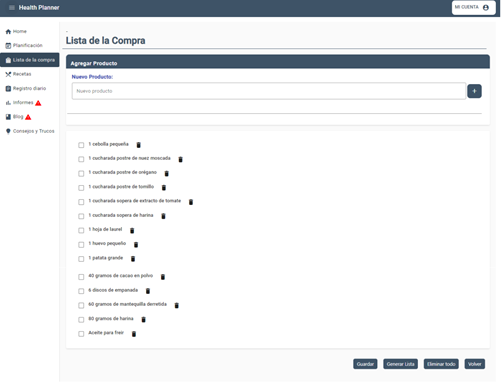 Health Planner
MI CUENTA
Home
Planificacion
Lista de la compra
Recetas
Registro diario
Informes
Blog
Consejos y Trucos
Lista de la Compra
Agregar Producto
Nuevo Producto:
Nuevo producto
+
1 cebolla pequeña
1 cucharada postre de nuez moscada
1 cucharada postre de orégano
1 cucharada postre de tomillo
1 cucharada sopera de extracto de tomate
1 cucharada sopera de harina
1 hoja de laurel
1 huevo pequeño
1 patata grande
40 gramos de cacao en polvo
6 discos de empanada
60 gramos de mantequilla derretida
80 gramos de harina
Aceite para freir
Guardar
Generar Lista
Eliminar todo
Volver